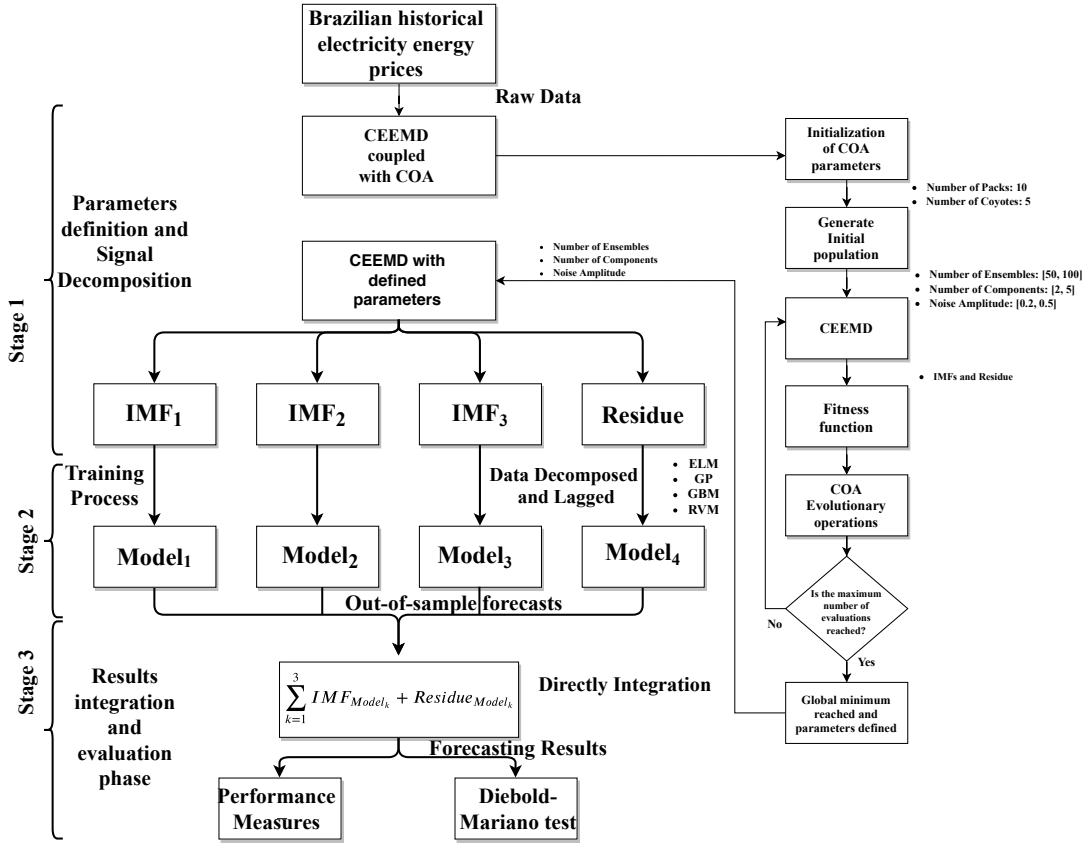 Brazilian historical
electricity energy
prices
Raw Data
CEEMD
coupled
with COA
Initialization
of COA
parameters
• Number of Packs: 10
• Number of Coyotes: 5
Generate
Initial
population
• Number of Ensembles: [50, 100]
• Number of Components: [2, 5]
• Noise Amplitude: [0.2, 0.5]
CEEMD
• IMFs and Residue
Fitness
function
COA
Evolutionary
operations
Is the maximum
number of
evaluations
reached?
No
Yes
Global minimum
reached and
parameters defined
• Number of Ensembles
• Number of Components
• Noise Amplitude
Stage 1
Parameters
definition and
Signal
Decomposition
CEEMD with
defined
parameters
IMF₁
IMF₂
IMF₃
Residue
Stage 2
Training
Process
Data Decomposed
and Lagged
• ELM
• GP
• GBM
• RVM
Model₁
Model₂
Model₃
Model₄
Out-of-sample forecasts
Stage 3
Results
integration
and
evaluation
phase
∑_{k=1}^{3} IMF_{Model_k} + Residue_{Model_k}
Directly Integration
Forecasting Results
Performance
Measures
Diebold-
Mariano test